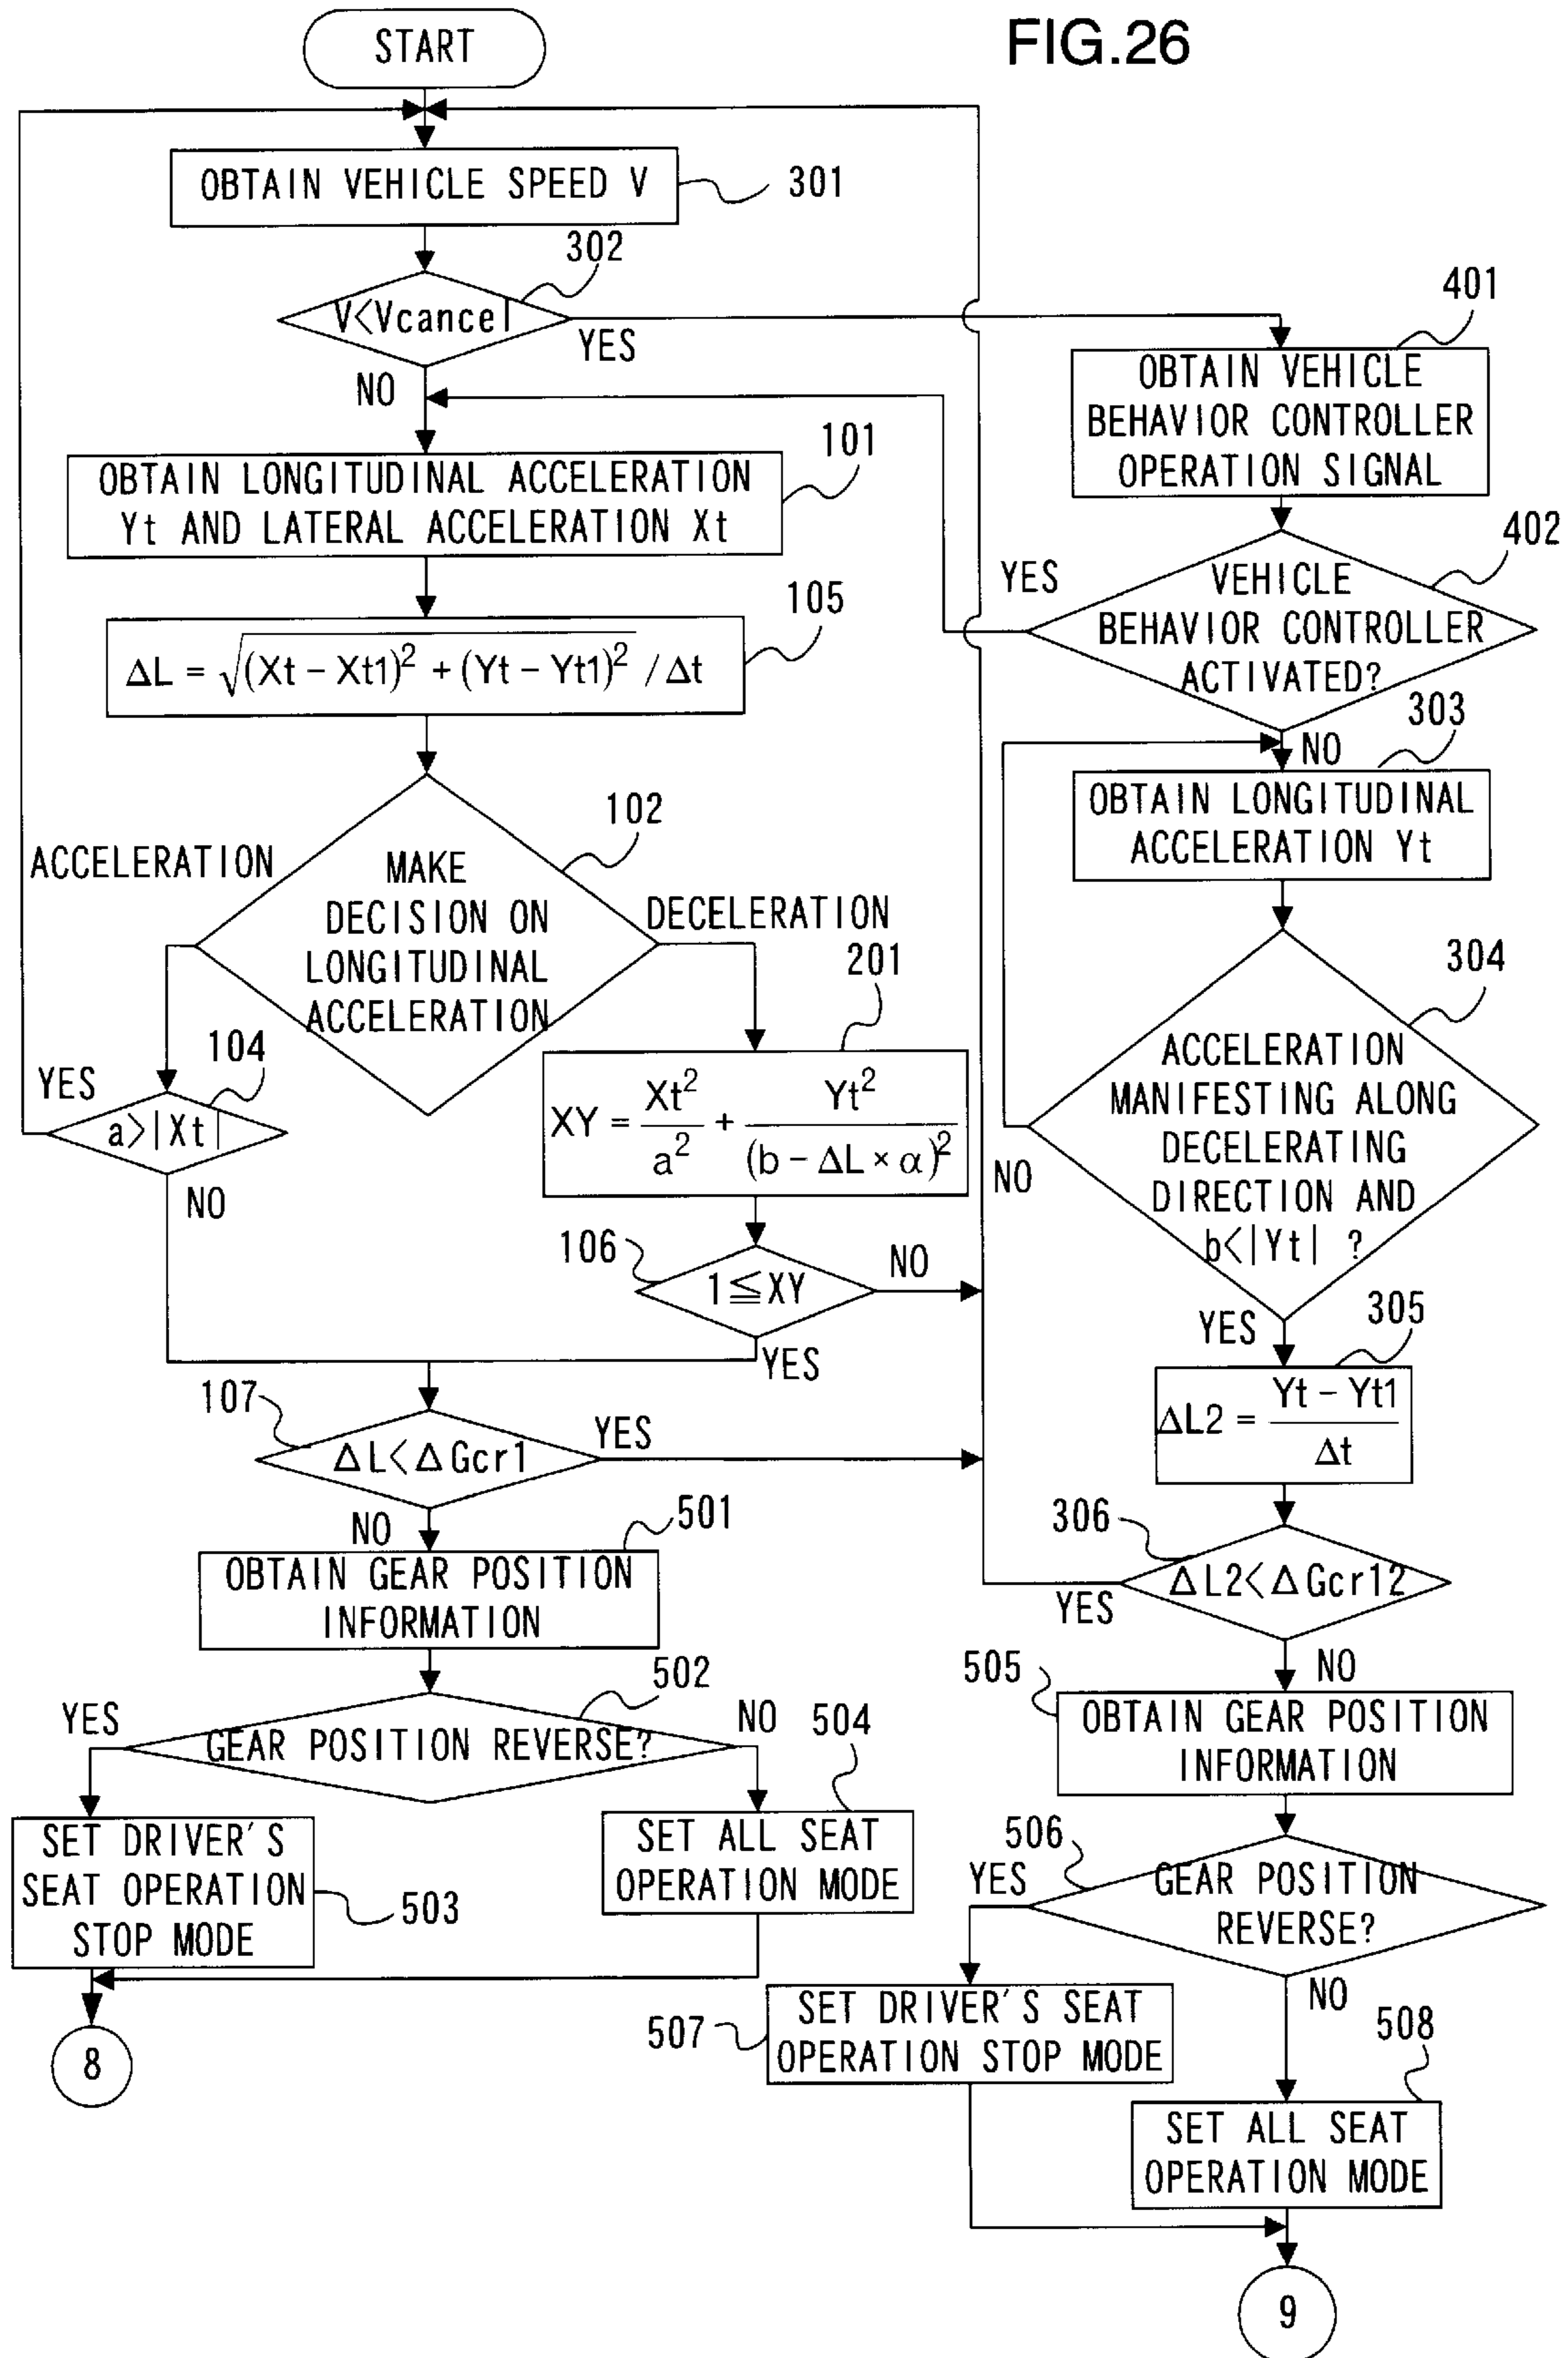 START
FIG.26
OBTAIN VEHICLE SPEED V
301
302
V<Vcancel
YES
NO
401
OBTAIN VEHICLE
BEHAVIOR CONTROLLER
OPERATION SIGNAL
101
OBTAIN LONGITUDINAL ACCELERATION
Yt AND LATERAL ACCELERATION Xt
402
YES
VEHICLE
BEHAVIOR CONTROLLER
ACTIVATED?
NO
105
ΔL = √(Xt – Xt1)² + (Yt – Yt1)² / Δt
303
OBTAIN LONGITUDINAL
ACCELERATION Yt
102
ACCELERATION
MAKE
DECISION ON
LONGITUDINAL
ACCELERATION
DECELERATION
201
XY = Xt² / a² + Yt² / (b – ΔL × α)²
104
YES
a>|Xt|
NO
304
ACCELERATION
MANIFESTING ALONG
DECELERATING
DIRECTION AND
b<|Yt| ?
NO
YES
106
1≦XY
NO
YES
305
ΔL2 = Yt – Yt1 / Δt
107
ΔL<ΔGcr1
YES
NO
306
ΔL2<ΔGcr12
YES
NO
501
OBTAIN GEAR POSITION
INFORMATION
502
YES
GEAR POSITION REVERSE?
NO
504
SET DRIVER'S
SEAT OPERATION
STOP MODE
503
SET ALL SEAT
OPERATION MODE
8
505
OBTAIN GEAR POSITION
INFORMATION
506
YES
GEAR POSITION
REVERSE?
NO
507
SET DRIVER'S SEAT
OPERATION STOP MODE
508
SET ALL SEAT
OPERATION MODE
9